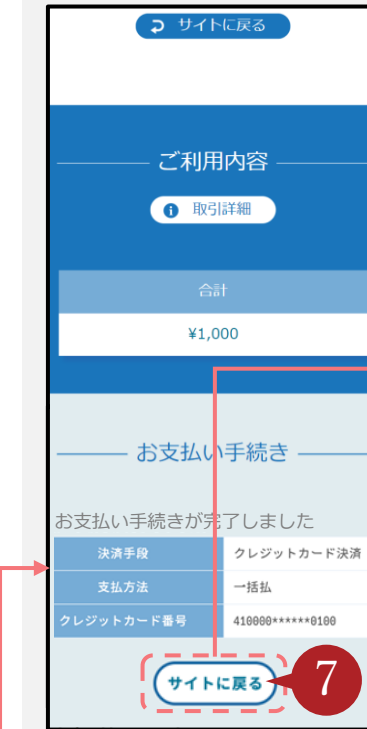 サイトに戻る
ご利用内容
取引詳細
合計
¥1,000
お支払い手続き
お支払い手続きが完了しました
決済手段 クレジットカード決済
支払方法 一括払
クレジットカード番号 410000******0100
サイトに戻る
7